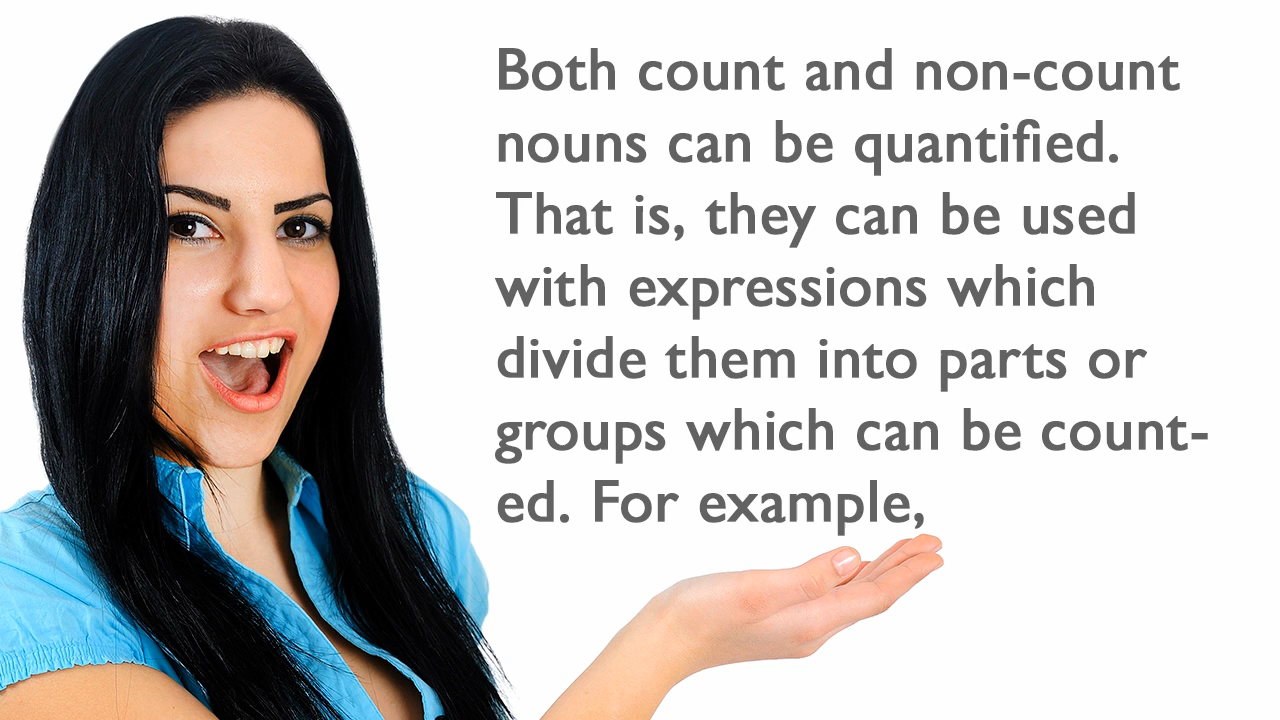 Both count and non-count
nouns can be quantified.
That is, they can be used
with expressions which
divide them into parts or
groups which can be count-
ed. For example,